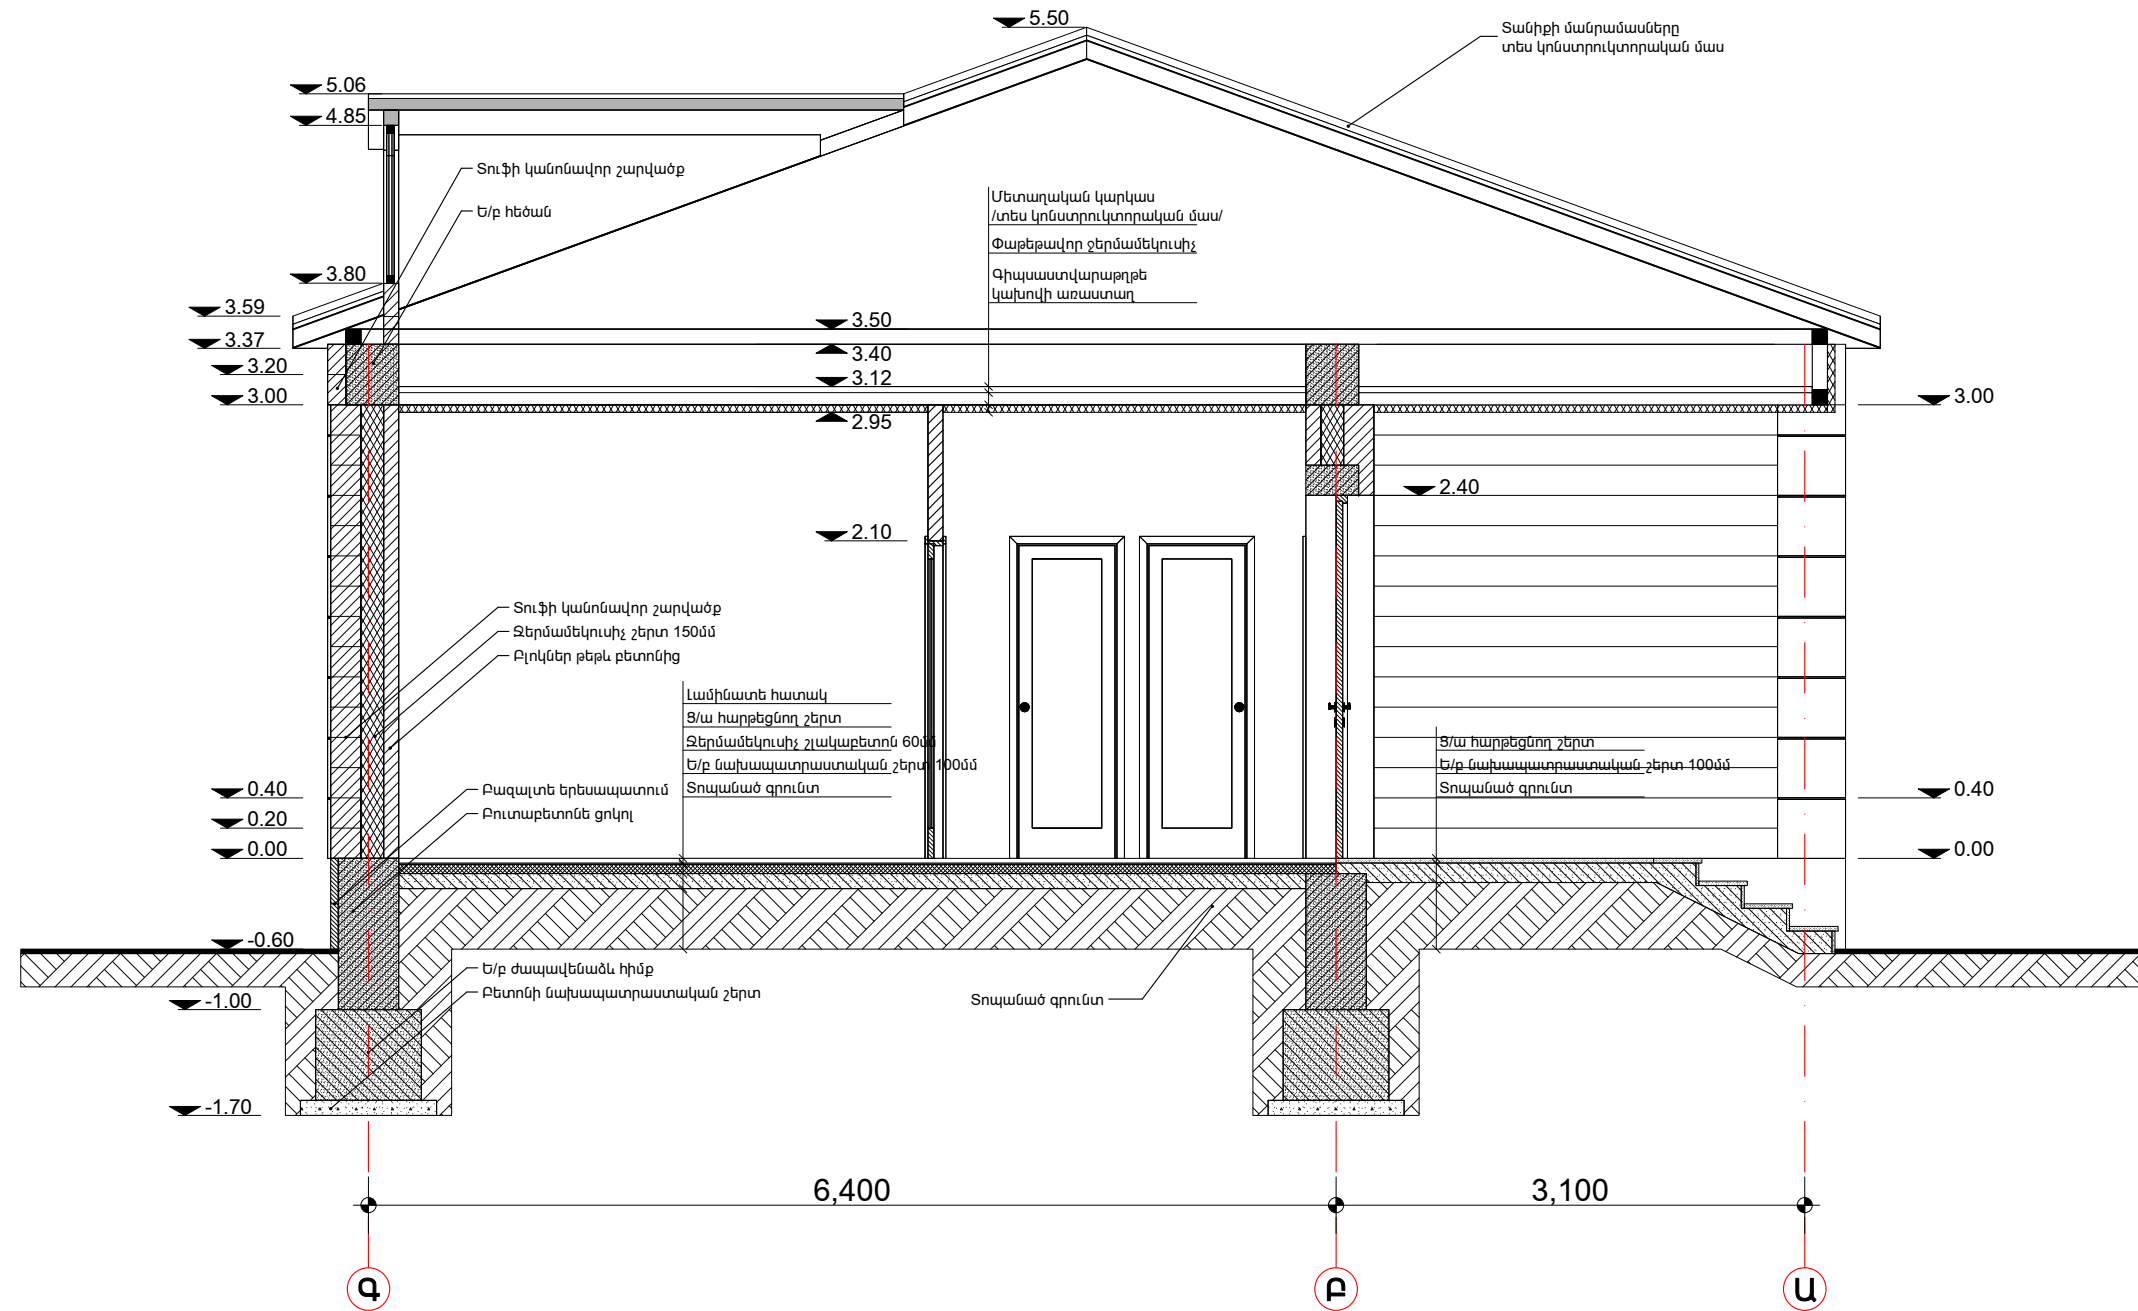 5.50
Տանիքի մանրամասները
տես կոնստրուկտորական մաս
5.06
4.85
Տուֆի կանոնավոր շարվածք
Ե/բ հեծան
Մետաղական կարկաս
/տես կոնստրուկտորական մաս/
Փաթեթավոր ջերմամեկուսիչ
Գիպսաստվարաթղթե
կախովի առաստաղ
3.80
3.59
3.50
3.37
3.40
3.20
3.12
3.00
3.00
2.95
2.40
2.10
Տուֆի կանոնավոր շարվածք
Ջերմամեկուսիչ շերտ 150մմ
Բլոկներ թեթև բետոնից
Լամինատե հատակ
Ց/ա հարթեցնող շերտ
Ջերմամեկուսիչ շլակաբետոն 60մմ
Ե/բ նախապատրաստական շերտ 100մմ
Տոպանած գրունտ
Ց/ա հարթեցնող շերտ
Ե/բ նախապատրաստական շերտ 100մմ
Տոպանած գրունտ
Բազալտե երեսապատում
Բուտաբետոնե ցոկոլ
0.40
0.40
0.20
0.00
0.00
-0.60
Ե/բ ժապավենաձև հիմք
Բետոնի նախապատրաստական շերտ
Տոպանած գրունտ
-1.00
-1.70
6,400
3,100
Գ
Բ
Ա